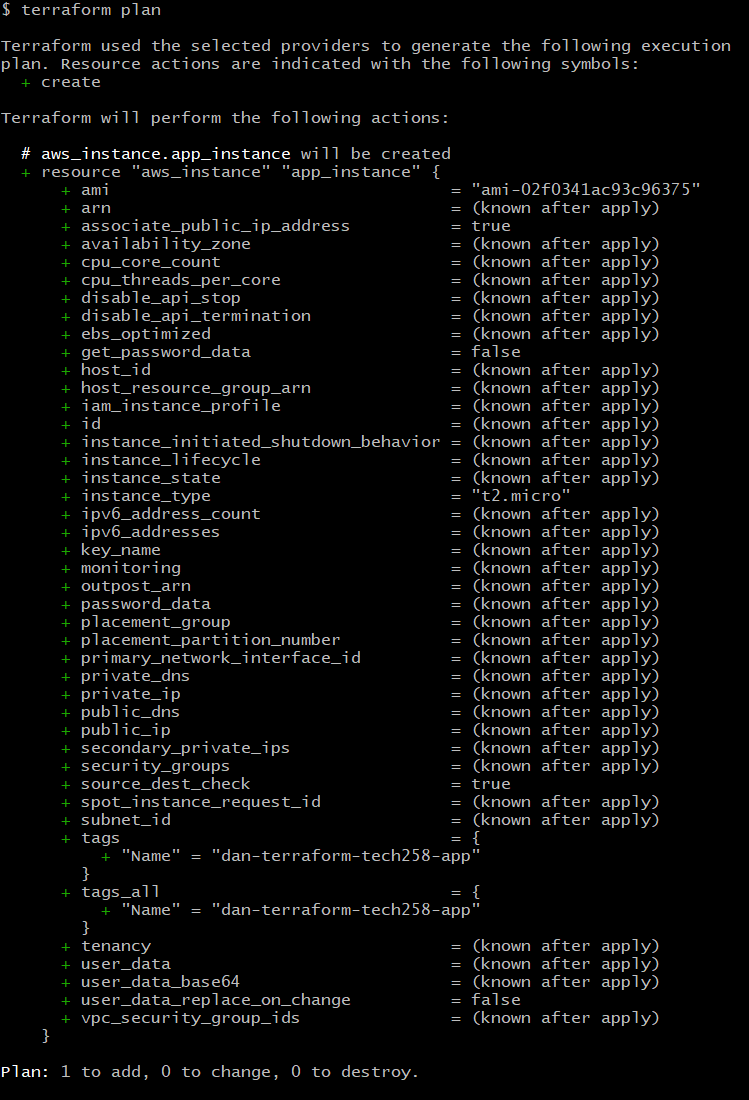 $ terraform plan
Terraform used the selected providers to generate the following execution
plan. Resource actions are indicated with the following symbols:
  + create
Terraform will perform the following actions:
  # aws_instance.app_instance will be created
  + resource "aws_instance" "app_instance" {
      + ami                                  = "ami-02f0341ac93c96375"
      + arn                                  = (known after apply)
      + associate_public_ip_address          = true
      + availability_zone                    = (known after apply)
      + cpu_core_count                       = (known after apply)
      + cpu_threads_per_core                 = (known after apply)
      + disable_api_stop                     = (known after apply)
      + disable_api_termination              = (known after apply)
      + ebs_optimized                        = (known after apply)
      + get_password_data                    = false
      + host_id                              = (known after apply)
      + host_resource_group_arn              = (known after apply)
      + iam_instance_profile                 = (known after apply)
      + id                                   = (known after apply)
      + instance_initiated_shutdown_behavior = (known after apply)
      + instance_lifecycle                   = (known after apply)
      + instance_state                       = (known after apply)
      + instance_type                        = "t2.micro"
      + ipv6_address_count                   = (known after apply)
      + ipv6_addresses                       = (known after apply)
      + key_name                             = (known after apply)
      + monitoring                           = (known after apply)
      + outpost_arn                          = (known after apply)
      + password_data                        = (known after apply)
      + placement_group                      = (known after apply)
      + placement_partition_number           = (known after apply)
      + primary_network_interface_id         = (known after apply)
      + private_dns                          = (known after apply)
      + private_ip                           = (known after apply)
      + public_dns                           = (known after apply)
      + public_ip                            = (known after apply)
      + secondary_private_ips                = (known after apply)
      + security_groups                      = (known after apply)
      + source_dest_check                    = true
      + spot_instance_request_id             = (known after apply)
      + subnet_id                            = (known after apply)
      + tags                                 = {
          + "Name" = "dan-terraform-tech258-app"
        }
      + tags_all                             = {
          + "Name" = "dan-terraform-tech258-app"
        }
      + tenancy                              = (known after apply)
      + user_data                            = (known after apply)
      + user_data_base64                     = (known after apply)
      + user_data_replace_on_change          = false
      + vpc_security_group_ids               = (known after apply)
    }
Plan: 1 to add, 0 to change, 0 to destroy.